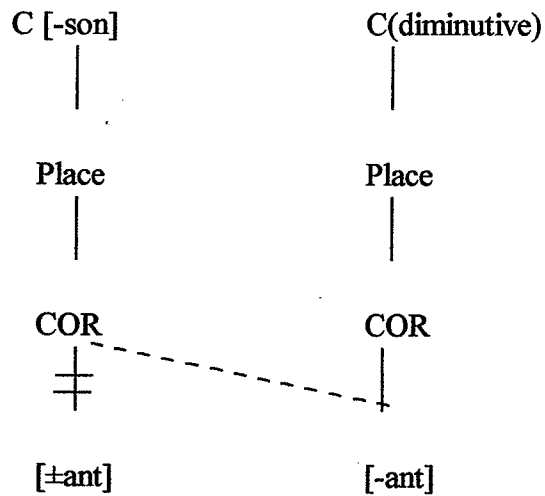 C [-son] C(diminutive)
Place Place
COR COR
[±ant] [-ant]